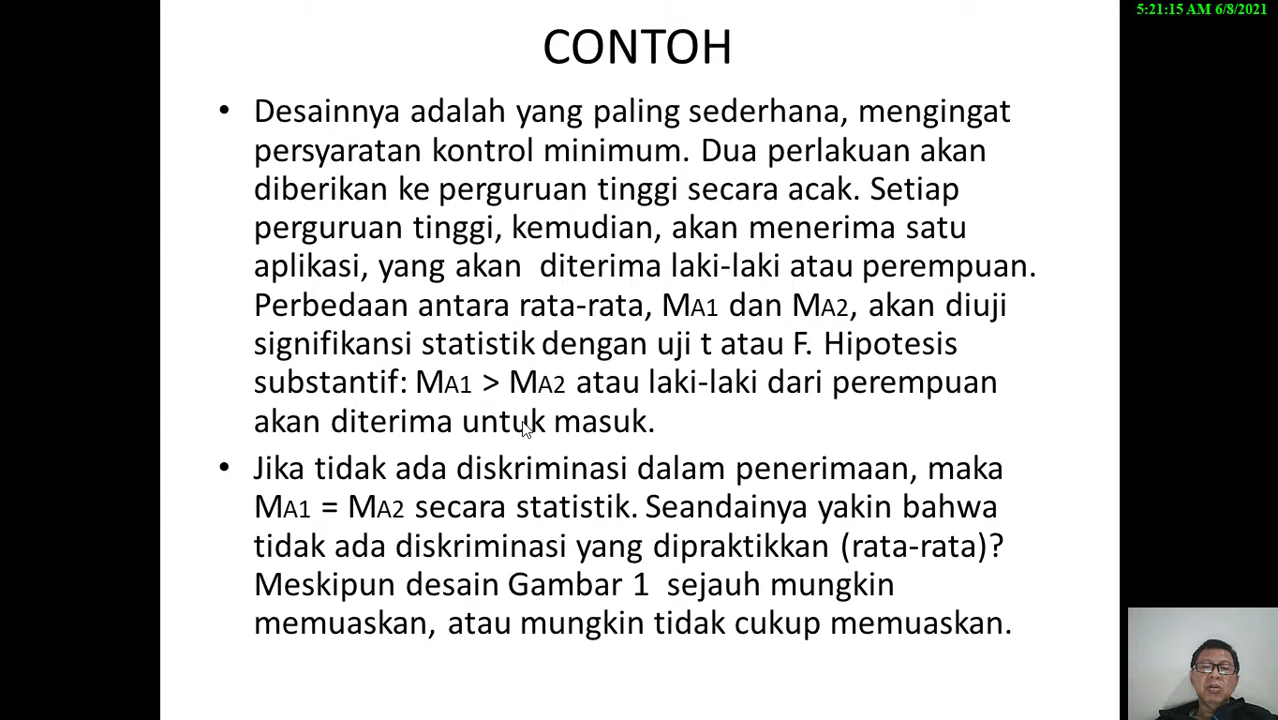 5:21:15 AM 6/8/2021
CONTOH
• Desainnya adalah yang paling sederhana, mengingat
persyaratan kontrol minimum. Dua perlakuan akan
diberikan ke perguruan tinggi secara acak. Setiap
perguruan tinggi, kemudian, akan menerima satu
aplikasi, yang akan diterima laki-laki atau perempuan.
Perbedaan antara rata-rata, MA1 dan MA2, akan diuji
signifikansi statistik dengan uji t atau F. Hipotesis
substantif: MA1 > MA2 atau laki-laki dari perempuan
akan diterima untuk masuk.
• Jika tidak ada diskriminasi dalam penerimaan, maka
MA1 = MA2 secara statistik. Seandainya yakin bahwa
tidak ada diskriminasi yang dipraktikkan (rata-rata)?
Meskipun desain Gambar 1 sejauh mungkin
memuaskan, atau mungkin tidak cukup memuaskan.